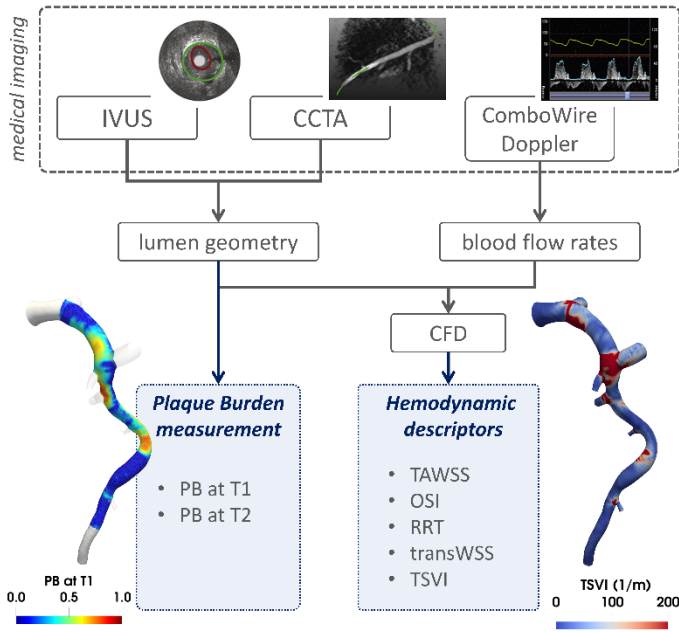 medical imaging
IVUS
CCTA
ComboWire
Doppler
lumen geometry
blood flow rates
CFD
Plaque Burden
measurement
• PB at T1
• PB at T2
Hemodynamic
descriptors
• TAWSS
• OSI
• RRT
• transWSS
• TSVI
PB at T1
0.0 0.5 1.0
TSVI (1/m)
0 100 200